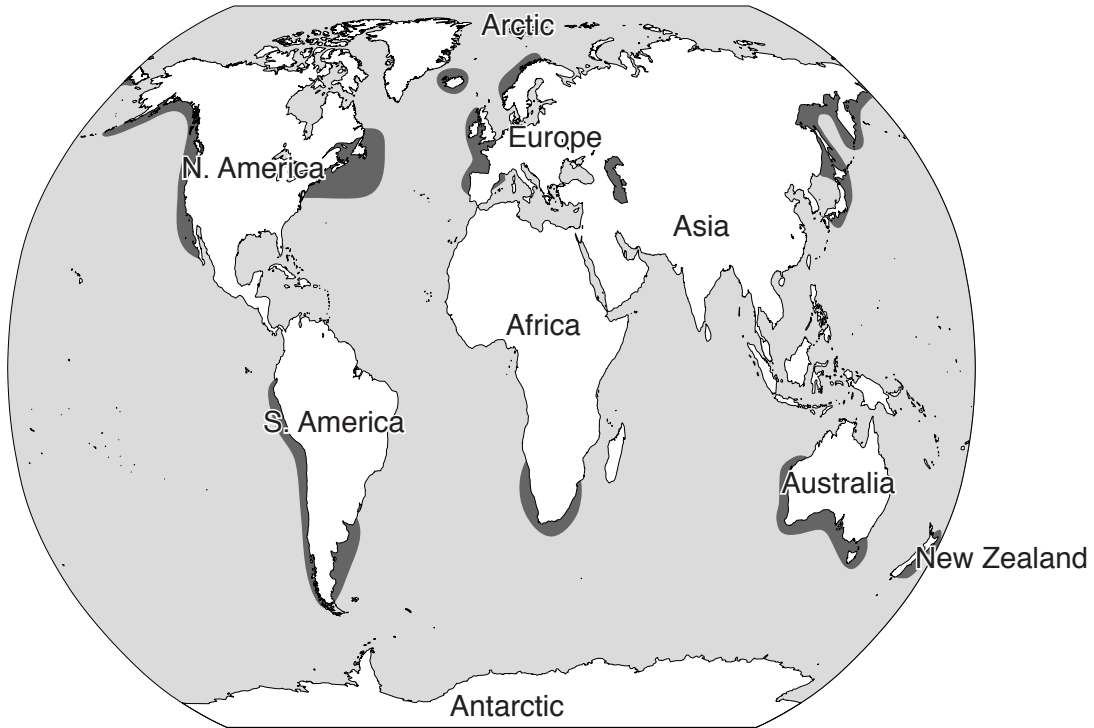 Arctic
Europe
N. America
Asia
Africa
S. America
Australia
New Zealand
Antarctic